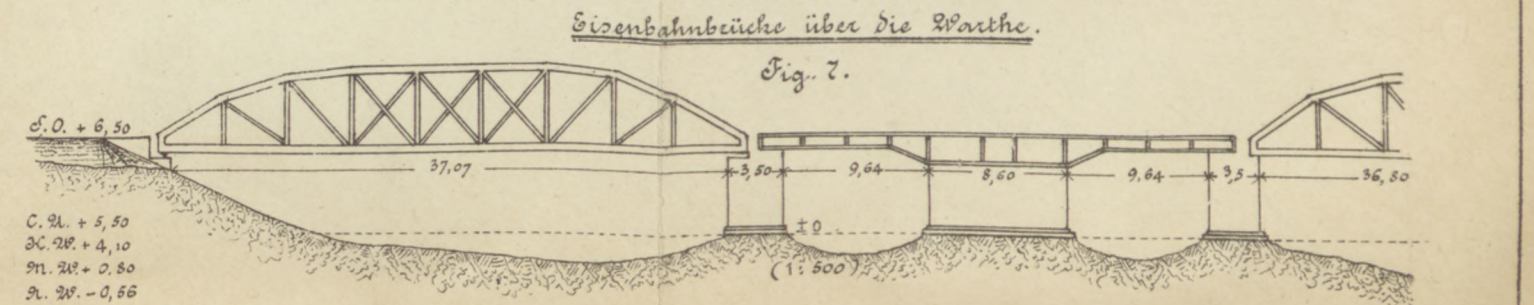 Eisenbahnbrücke über die Warthe.
Fig. 7.
S.O. + 6,50
37,07
3,50
9,64
8,60
9,64
3,5
36,80
C.U. + 5,50
H.W. + 4,10
M.W. + 0,80
N.W. - 0,56
±0
(1:500)